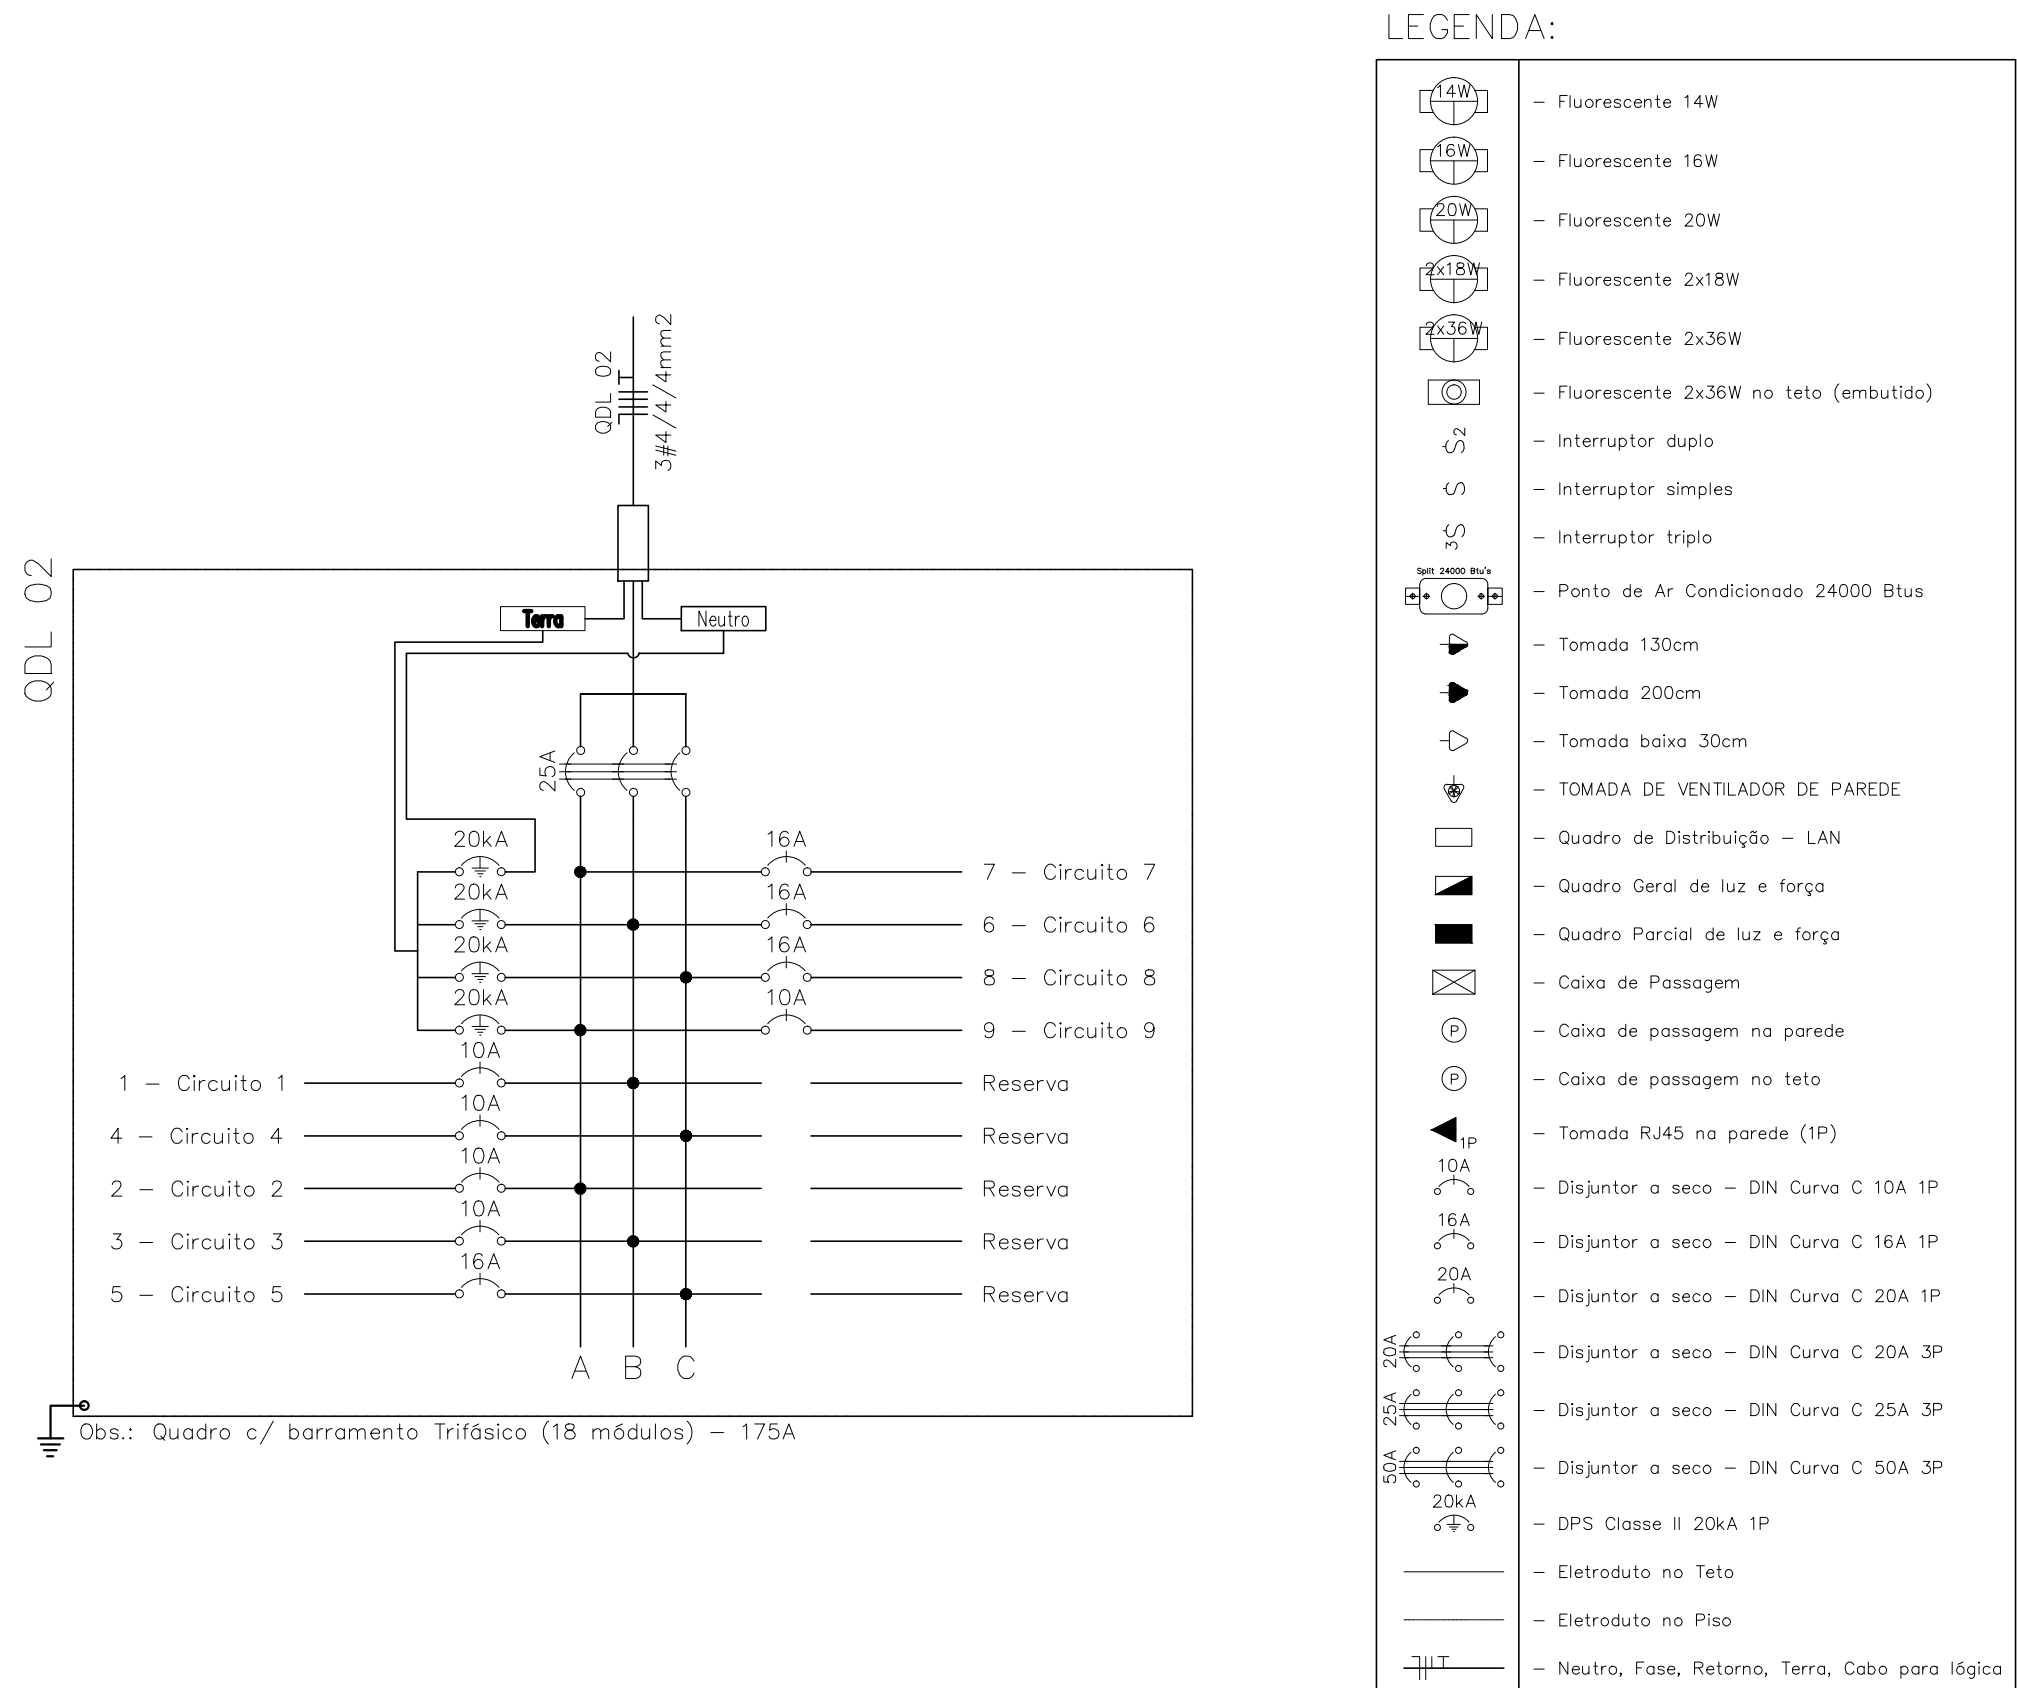 LEGENDA:
14W
– Fluorescente 14W
16W
– Fluorescente 16W
20W
– Fluorescente 20W
2x18W
– Fluorescente 2x18W
2x36W
– Fluorescente 2x36W
– Fluorescente 2x36W no teto (embutido)
S2
– Interruptor duplo
S
– Interruptor simples
3S
– Interruptor triplo
Split 24000 Btu's
– Ponto de Ar Condicionado 24000 Btus
– Tomada 130cm
– Tomada 200cm
– Tomada baixa 30cm
– TOMADA DE VENTILADOR DE PAREDE
– Quadro de Distribuição – LAN
– Quadro Geral de luz e força
– Quadro Parcial de luz e força
– Caixa de Passagem
P
– Caixa de passagem na parede
P
– Caixa de passagem no teto
1P
– Tomada RJ45 na parede (1P)
10A
– Disjuntor a seco – DIN Curva C 10A 1P
16A
– Disjuntor a seco – DIN Curva C 16A 1P
20A
– Disjuntor a seco – DIN Curva C 20A 1P
20A
– Disjuntor a seco – DIN Curva C 20A 3P
25A
– Disjuntor a seco – DIN Curva C 25A 3P
50A
– Disjuntor a seco – DIN Curva C 50A 3P
20kA
– DPS Classe II 20kA 1P
– Eletroduto no Teto
– Eletroduto no Piso
– Neutro, Fase, Retorno, Terra, Cabo para lógica
QDL 02
3#4/4/4mm2
QDL 02
Terra
Neutro
25A
20kA
16A
7 – Circuito 7
20kA
16A
6 – Circuito 6
20kA
16A
8 – Circuito 8
20kA
10A
9 – Circuito 9
10A
1 – Circuito 1
Reserva
10A
4 – Circuito 4
Reserva
10A
2 – Circuito 2
Reserva
10A
3 – Circuito 3
Reserva
16A
5 – Circuito 5
Reserva
A B C
Obs.: Quadro c/ barramento Trifásico (18 módulos) – 175A